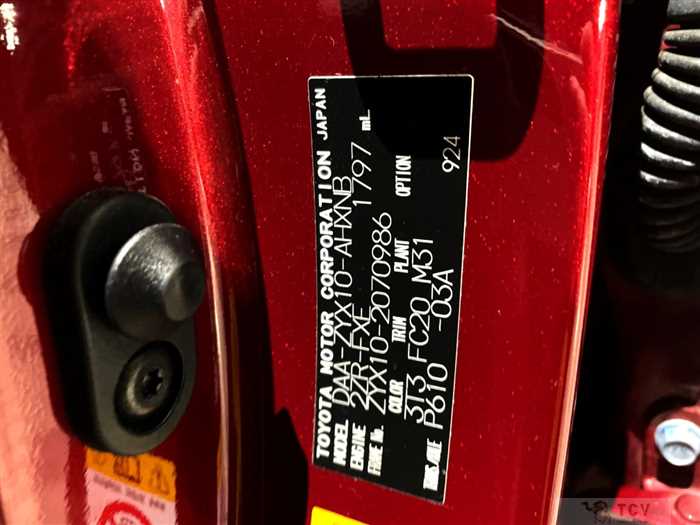 TOYOTA MOTOR CORPORATION JAPAN
MODEL DAA-ZYX10-AHXNB
ENGINE 2ZR-FXE 1797 mL
FRAME No. ZYX10-2070986
COLOR TRIM PLANT OPTION
3T3 FC20 M31 924
TRANS./AXLE P610 -03A
TCV